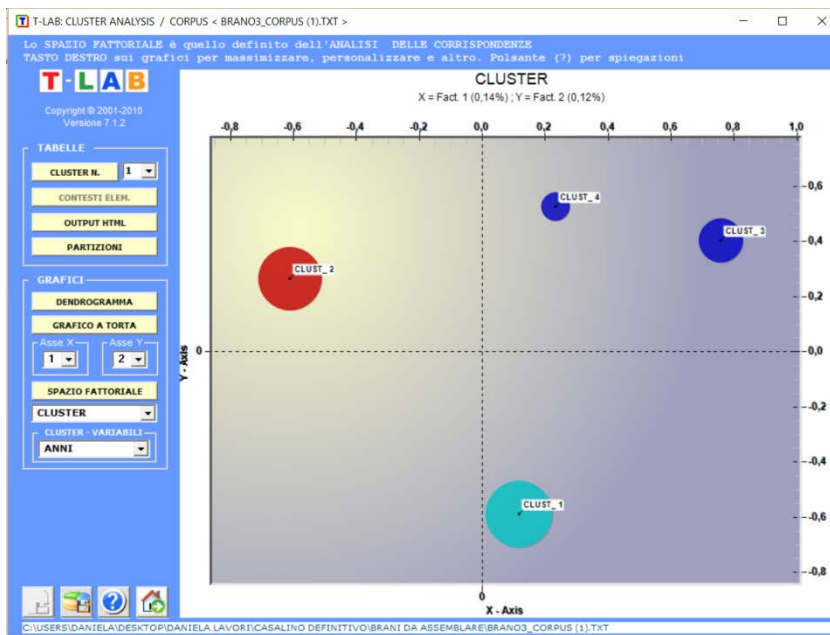 T-LAB: CLUSTER ANALYSIS / CORPUS < BRANO3_CORPUS (1).TXT >
Lo SPAZIO FATTORIALE è quello definito dell'ANALISI DELLE CORRISPONDENZE
TASTO DESTRO sui grafici per massimizzare, personalizzare e altro. Pulsante (?) per spiegazioni
T-LAB
Copyright © 2001-2010
Versione 7.1.2
TABELLE
CLUSTER N. 1
CONTESTI ELEM.
OUTPUT HTML
PARTIZIONI
GRAFICI
DENDROGRAMMA
GRAFICO A TORTA
Asse X Asse Y
1 2
SPAZIO FATTORIALE
CLUSTER
CLUSTER - VARIABILI
ANNI
CLUSTER
X = Fact. 1 (0,14%) ; Y = Fact. 2 (0,12%)
-0,8 -0,6 -0,4 -0,2 0,0 0,2 0,4 0,6 0,8 1,0
0,6
0,4
0,2
0,0
-0,2
-0,4
-0,6
-0,8
CLUST_4
CLUST_3
CLUST_2
CLUST_1
0
Y - Axis
0
X - Axis
C:\USERS\DANIELA\DESKTOP\DANIELA LAVORI\CASALINO DEFINITIVO\BRANI DA ASSEMBLARE\BRANO3_CORPUS (1).TXT